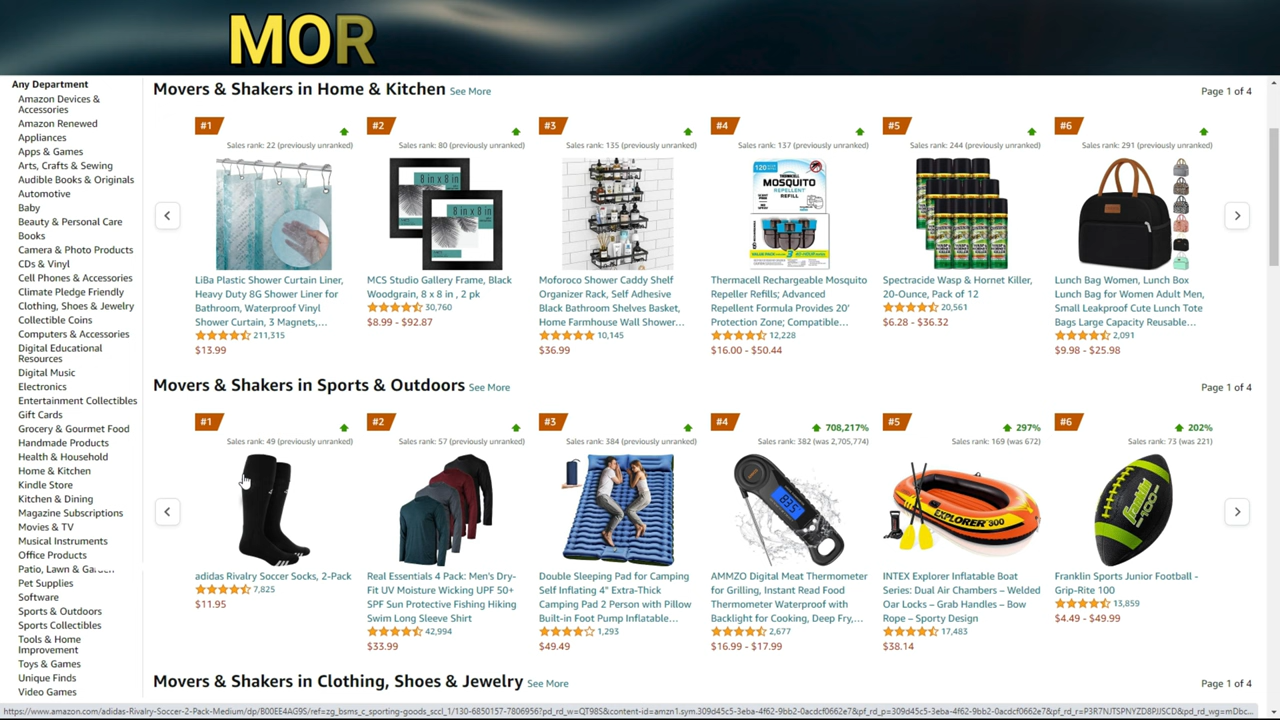 MOR
Any Department
Amazon Devices &
Accessories
Amazon Renewed
Appliances
Apps & Games
Arts, Crafts & Sewing
Audible Books & Originals
Automotive
Baby
Beauty & Personal Care
Books
Camera & Photo Products
CDs & Vinyl
Cell Phones & Accessories
Climate Pledge Friendly
Clothing, Shoes & Jewelry
Collectible Coins
Computers & Accessories
Digital Educational
Resources
Digital Music
Electronics
Entertainment Collectibles
Gift Cards
Grocery & Gourmet Food
Handmade Products
Health & Household
Home & Kitchen
Kindle Store
Kitchen & Dining
Magazine Subscriptions
Movies & TV
Musical Instruments
Office Products
Patio, Lawn & Garden
Pet Supplies
Software
Sports & Outdoors
Sports Collectibles
Tools & Home
Improvement
Toys & Games
Unique Finds
Video Games
Movers & Shakers in Home & Kitchen See More Page 1 of 4
#1
Sales rank: 22 (previously unranked)
LiBa Plastic Shower Curtain Liner,
Heavy Duty 8G Shower Liner for
Bathroom, Waterproof Vinyl
Shower Curtain, 3 Magnets,...
211,315
$13.99
#2
Sales rank: 80 (previously unranked)
8 in x 8 in
8 in x 8 in
MCS Studio Gallery Frame, Black
Woodgrain, 8 x 8 in , 2 pk
30,760
$8.99 - $92.87
#3
Sales rank: 135 (previously unranked)
Moforoco Shower Caddy Shelf
Organizer Rack, Self Adhesive
Black Bathroom Shelves Basket,
Home Farmhouse Wall Shower...
10,145
$36.99
#4
Sales rank: 137 (previously unranked)
120
THERMACELL
MOSQUITO
REPELLENT
REFILL
Thermacell Rechargeable Mosquito
Repeller Refills; Advanced
Repellent Formula Provides 20'
Protection Zone; Compatible...
12,228
$16.00 - $50.44
#5
Sales rank: 244 (previously unranked)
Spectracide Wasp & Hornet Killer,
20-Ounce, Pack of 12
20,561
$6.28 - $36.32
#6
Sales rank: 291 (previously unranked)
Lunch Bag Women, Lunch Box
Lunch Bag for Women Adult Men,
Small Leakproof Cute Lunch Tote
Bags Large Capacity Reusable...
2,091
$9.98 - $25.98
Movers & Shakers in Sports & Outdoors See More Page 1 of 4
#1
Sales rank: 49 (previously unranked)
adidas Rivalry Soccer Socks, 2-Pack
7,825
$11.95
#2
Sales rank: 57 (previously unranked)
Real Essentials 4 Pack: Men's Dry-
Fit UV Moisture Wicking UPF 50+
SPF Sun Protective Fishing Hiking
Swim Long Sleeve Shirt
42,994
$33.99
#3
Sales rank: 384 (previously unranked)
Double Sleeping Pad for Camping
Self Inflating 4" Extra-Thick
Camping Pad 2 Person with Pillow
Built-in Foot Pump Inflatable...
1,293
$49.49
#4 708,217%
Sales rank: 382 (was 2,705,774)
AMMZO Digital Meat Thermometer
for Grilling, Instant Read Food
Thermometer Waterproof with
Backlight for Cooking, Deep Fry,...
2,677
$16.99 - $17.99
#5 297%
Sales rank: 169 (was 672)
EXPLORER 300
INTEX Explorer Inflatable Boat
Series: Dual Air Chambers – Welded
Oar Locks – Grab Handles – Bow
Rope – Sporty Design
17,483
$38.14
#6 202%
Sales rank: 73 (was 221)
Franklin
100
Franklin Sports Junior Football -
Grip-Rite 100
13,859
$4.49 - $49.99
Movers & Shakers in Clothing, Shoes & Jewelry See More Page 1 of 4